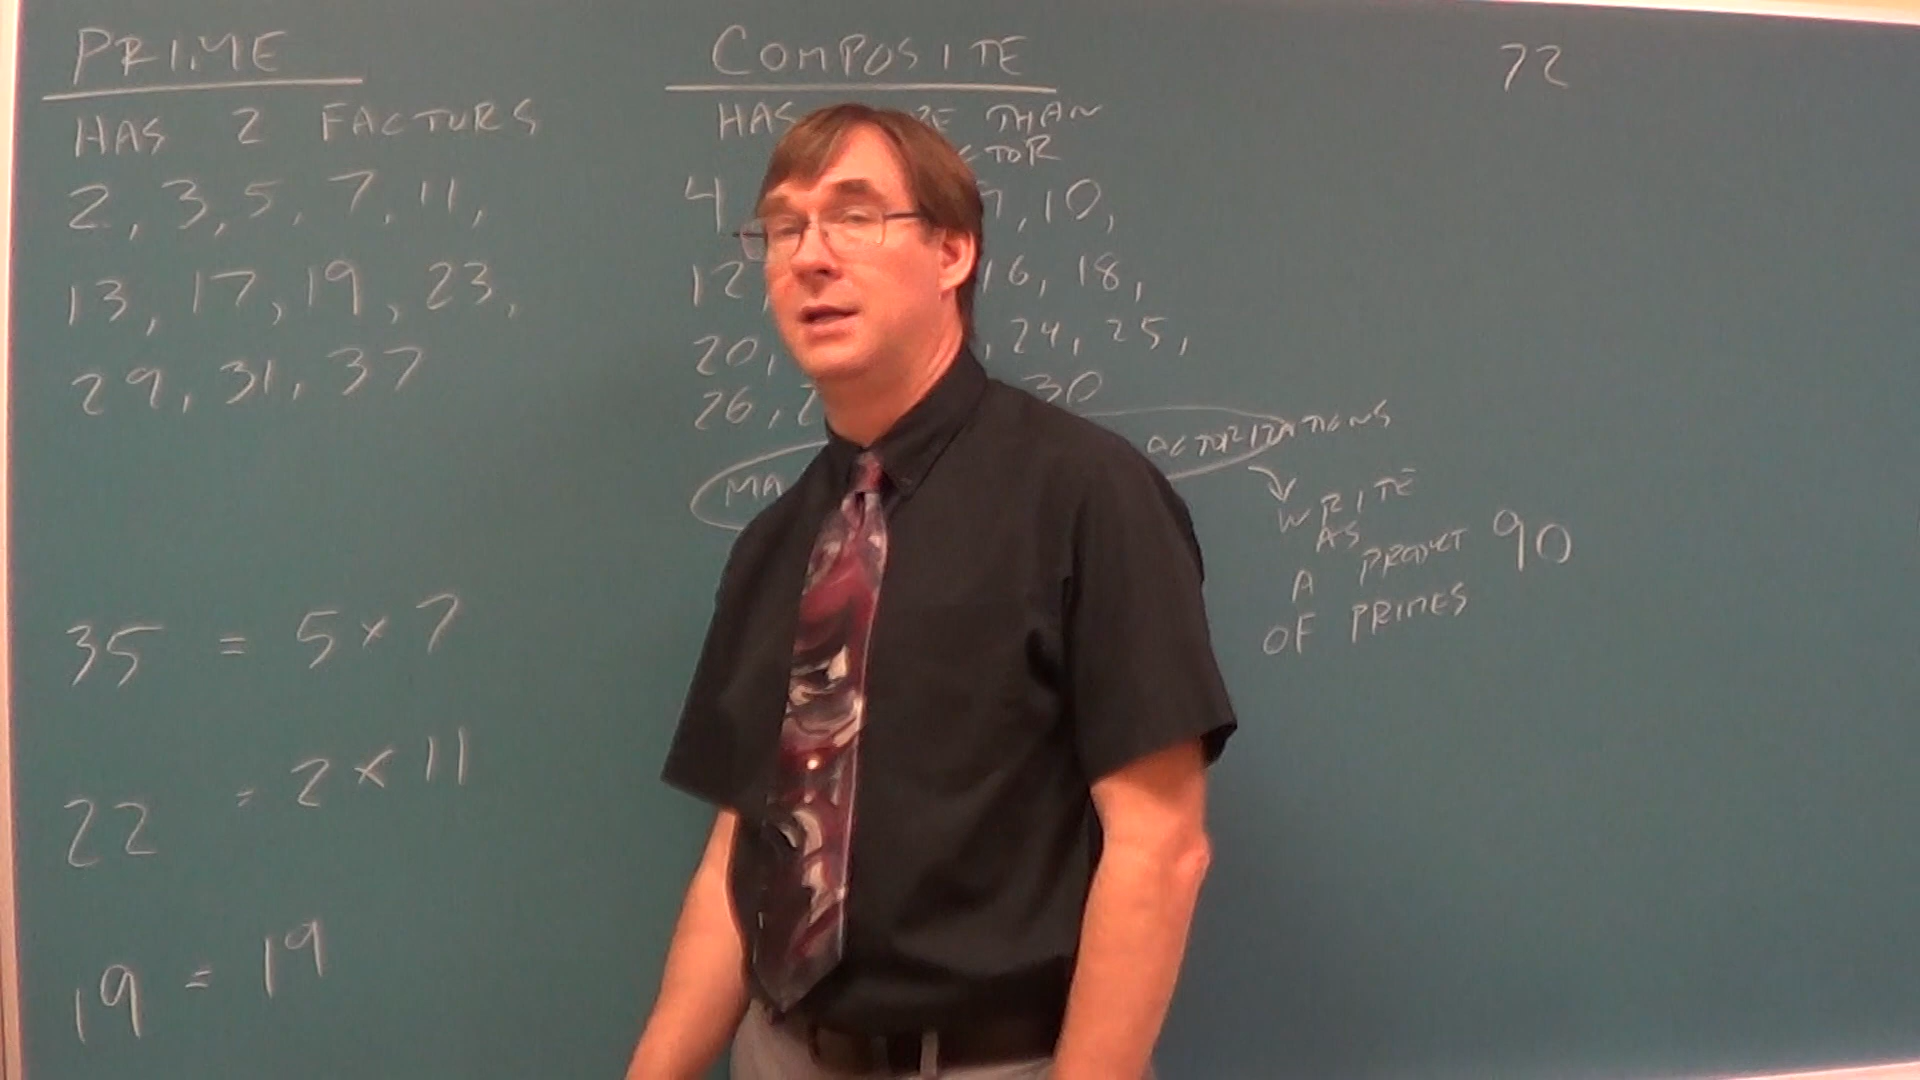 PRIME
HAS 2 FACTORS
2, 3, 5, 7, 11,
13, 17, 19, 23,
29, 31, 37
35 = 5 x 7
22 = 2 x 11
19 = 19
COMPOSITE
HAS THAN
4 10,
12, 16, 18,
20, 24, 25,
26, 30
WRITE
AS
A PRODUCT
OF PRIMES
72
90